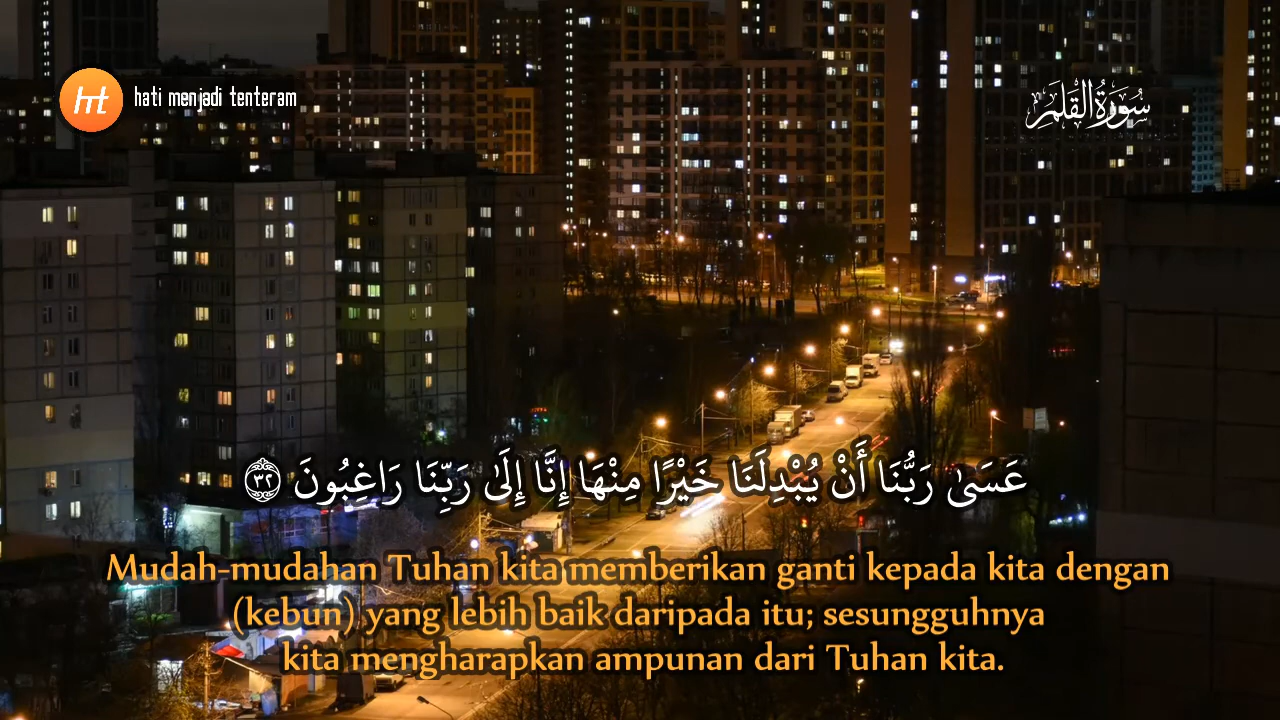 ht
hati menjadi tenteram
سُورَةُ القَلَمِ
عَسَىٰ رَبُّنَا أَنْ يُبْدِلَنَا خَيْرًا مِنْهَا إِنَّا إِلَىٰ رَبِّنَا رَاغِبُونَ ٣٢
Mudah-mudahan Tuhan kita memberikan ganti kepada kita dengan
(kebun) yang lebih baik daripada itu; sesungguhnya
kita mengharapkan ampunan dari Tuhan kita.